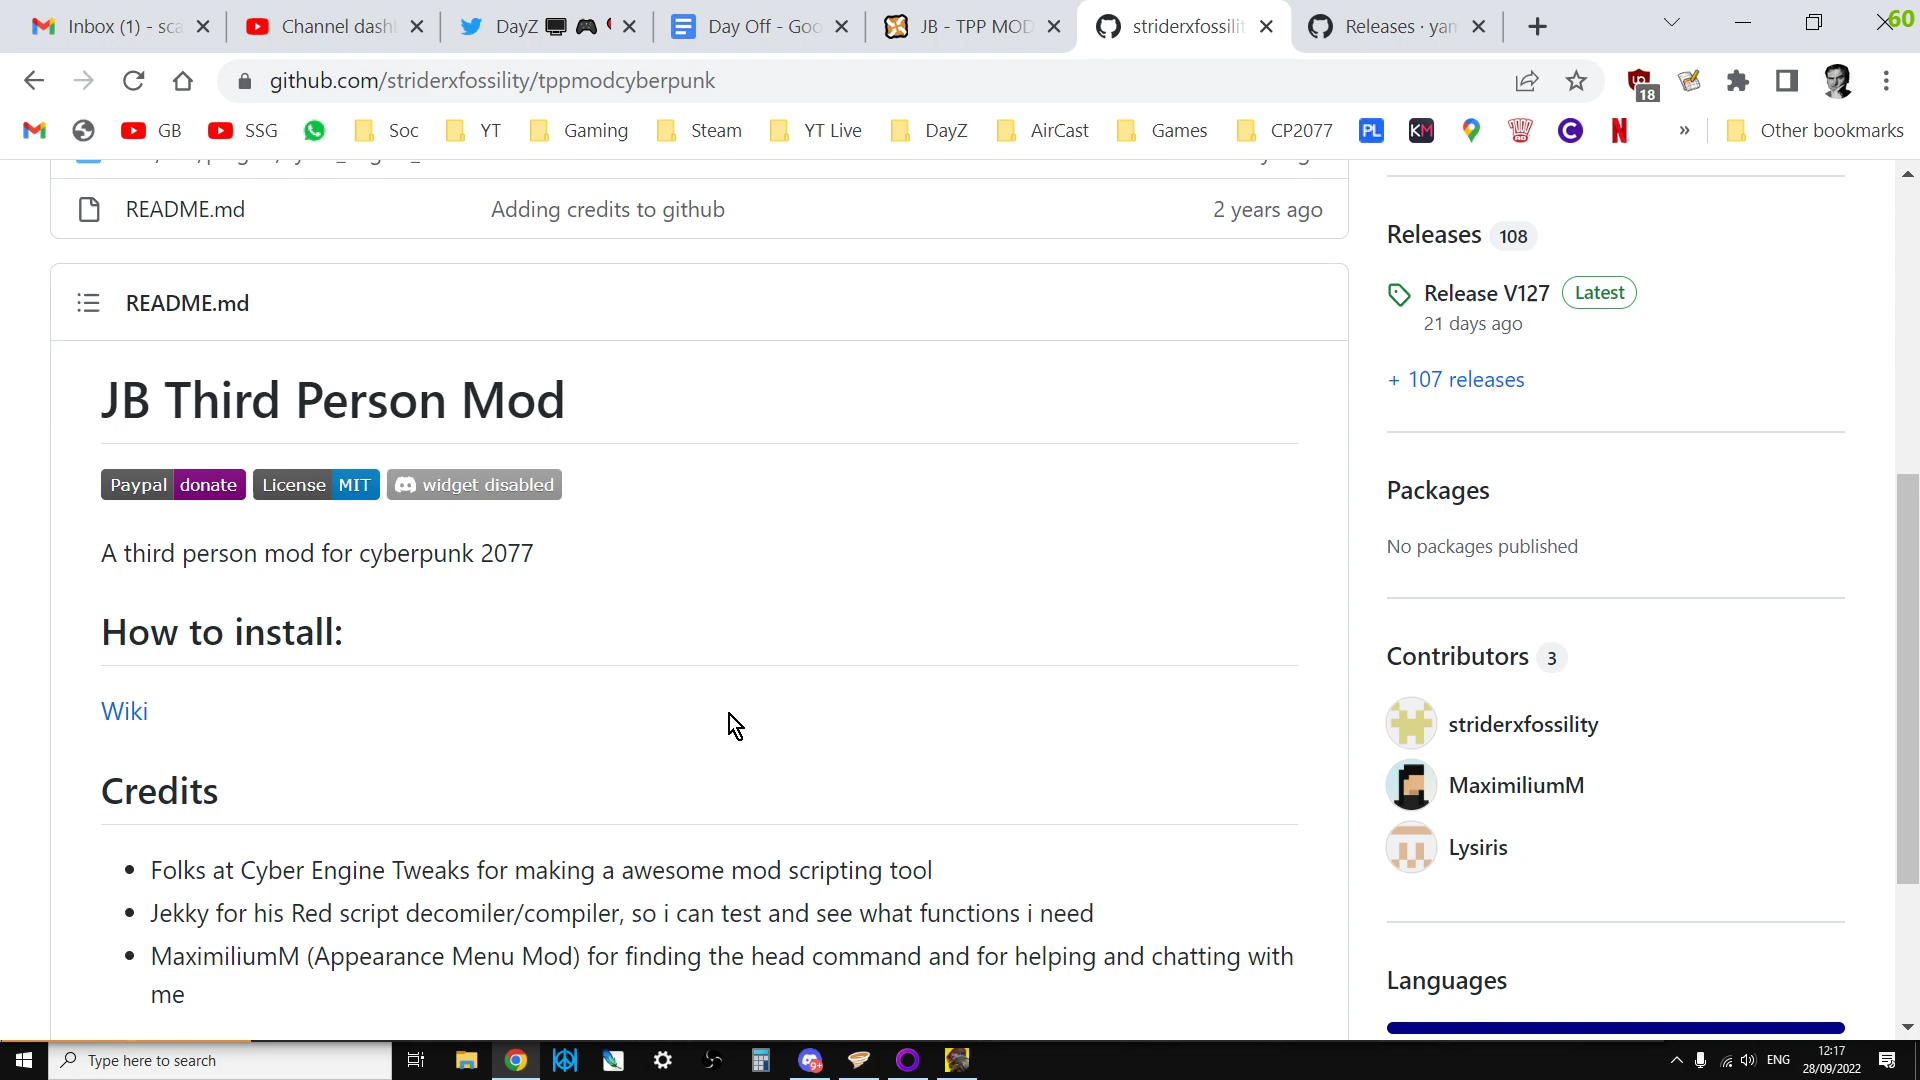 Inbox (1) - sca
Channel dash
DayZ
Day Off - Goo
JB - TPP MOD
striderxfossilit
Releases · yam
60
github.com/striderxfossility/tppmodcyberpunk
18
GB
SSG
Soc
YT
Gaming
Steam
YT Live
DayZ
AirCast
Games
CP2077
PL
KM
»
Other bookmarks
README.md
Adding credits to github
2 years ago
README.md
JB Third Person Mod
Paypal donate
License MIT
widget disabled
A third person mod for cyberpunk 2077
How to install:
Wiki
Credits
• Folks at Cyber Engine Tweaks for making a awesome mod scripting tool
• Jekky for his Red script decomiler/compiler, so i can test and see what functions i need
• MaximiliumM (Appearance Menu Mod) for finding the head command and for helping and chatting with
me
Releases 108
Release V127 Latest
21 days ago
+ 107 releases
Packages
No packages published
Contributors 3
striderxfossility
MaximiliumM
Lysiris
Languages
Type here to search
ENG
12:17
28/09/2022